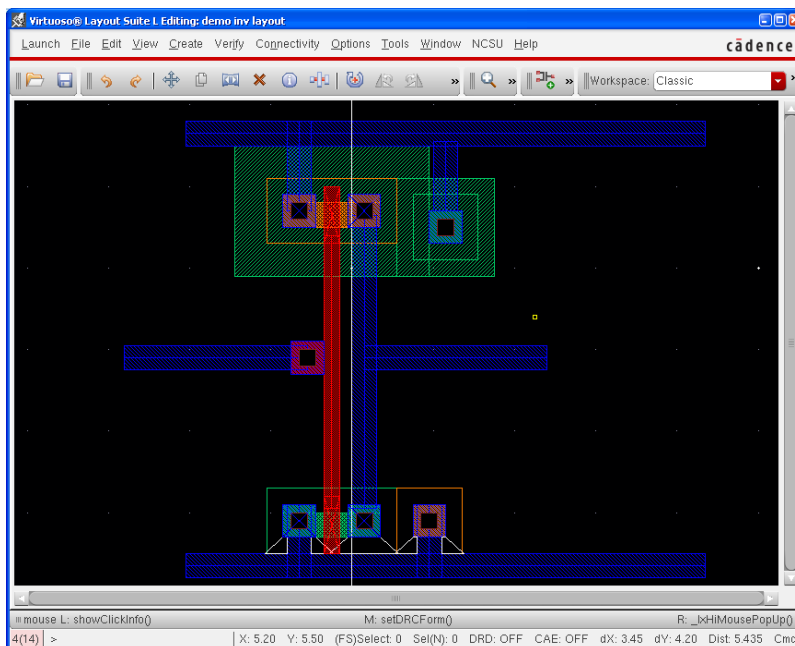 Virtuoso® Layout Suite L Editing: demo inv layout
Launch File Edit View Create Verify Connectivity Options Tools Window NCSU Help cādence
» » » Workspace: Classic »
mouse L: showClickInfo() M: setDRCForm() R: _lxHiMousePopUp()
4(14) > X: 5.20 Y: 5.50 (FS)Select: 0 Sel(N): 0 DRD: OFF CAE: OFF dX: 3.45 dY: 4.20 Dist: 5.435 Cmd